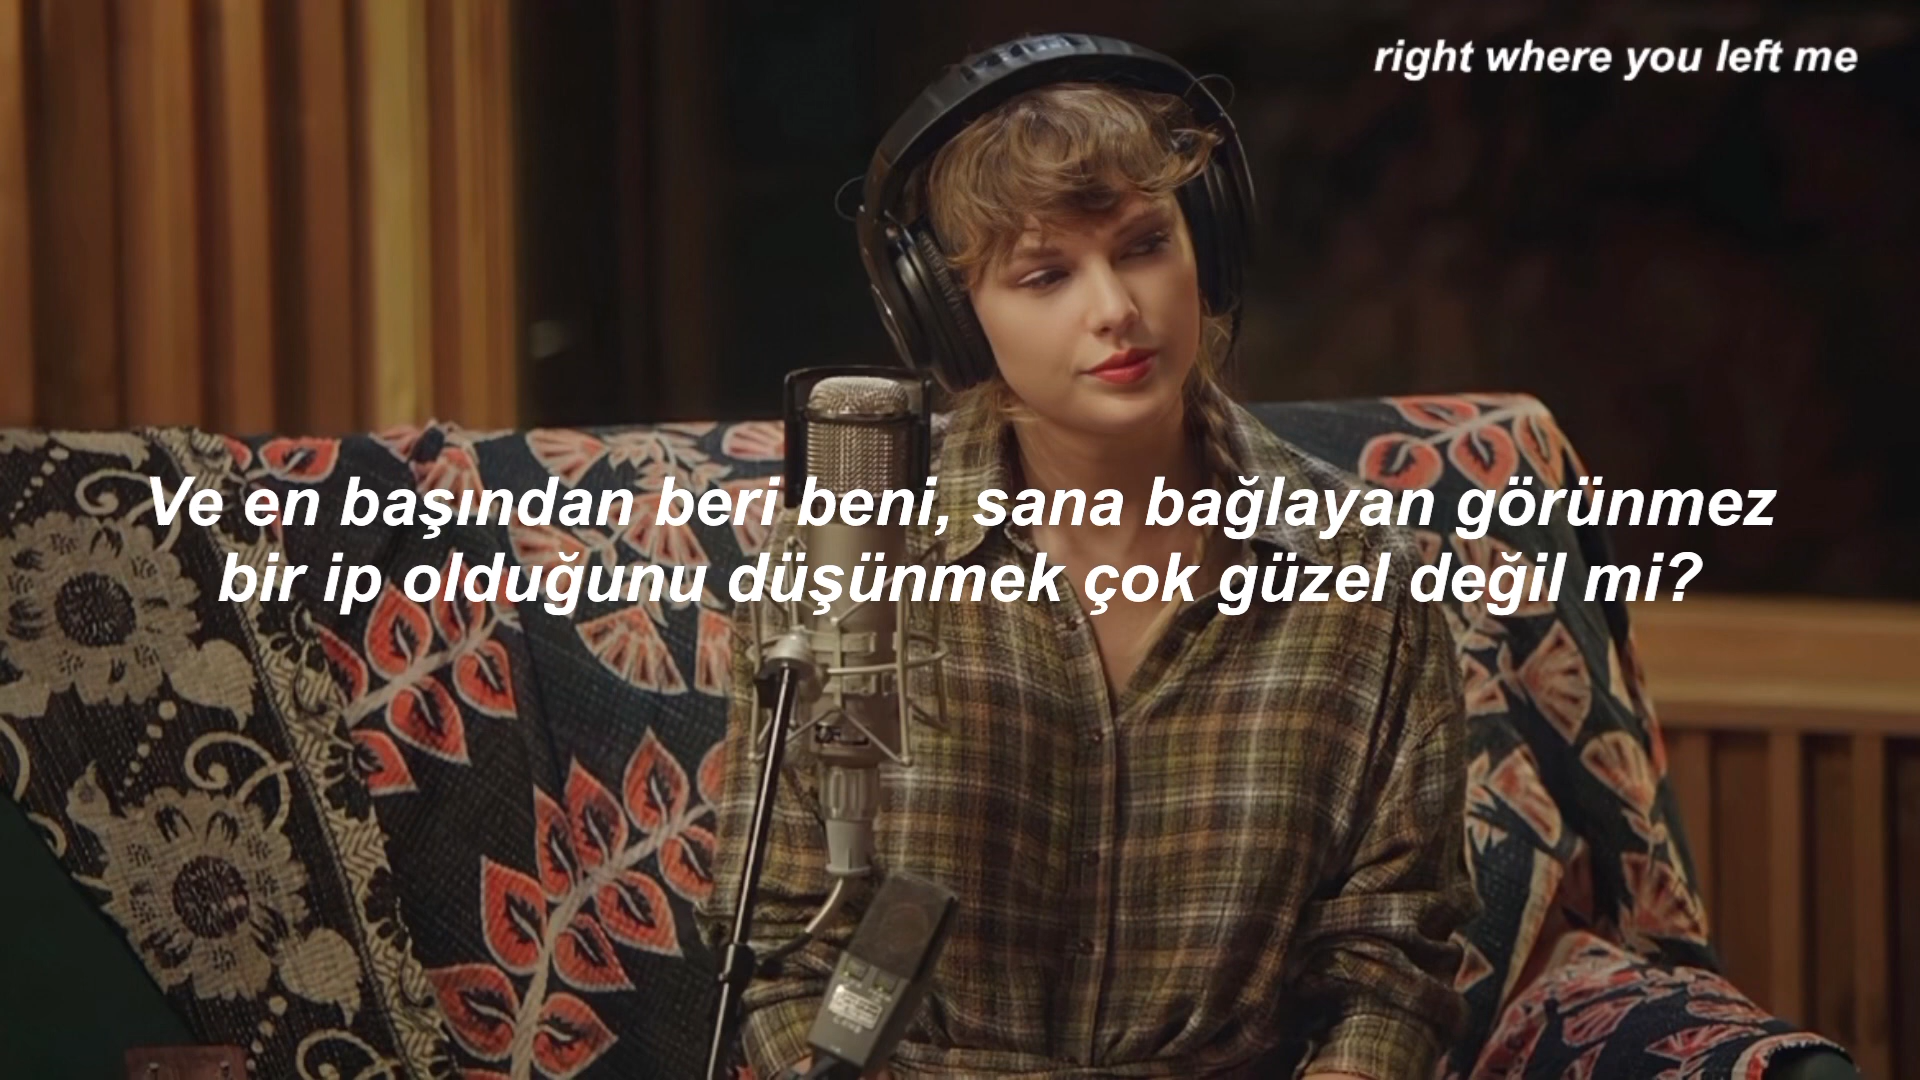 right where you left me
Ve en başından beri beni, sana bağlayan görünmez
bir ip olduğunu düşünmek çok güzel değil mi?